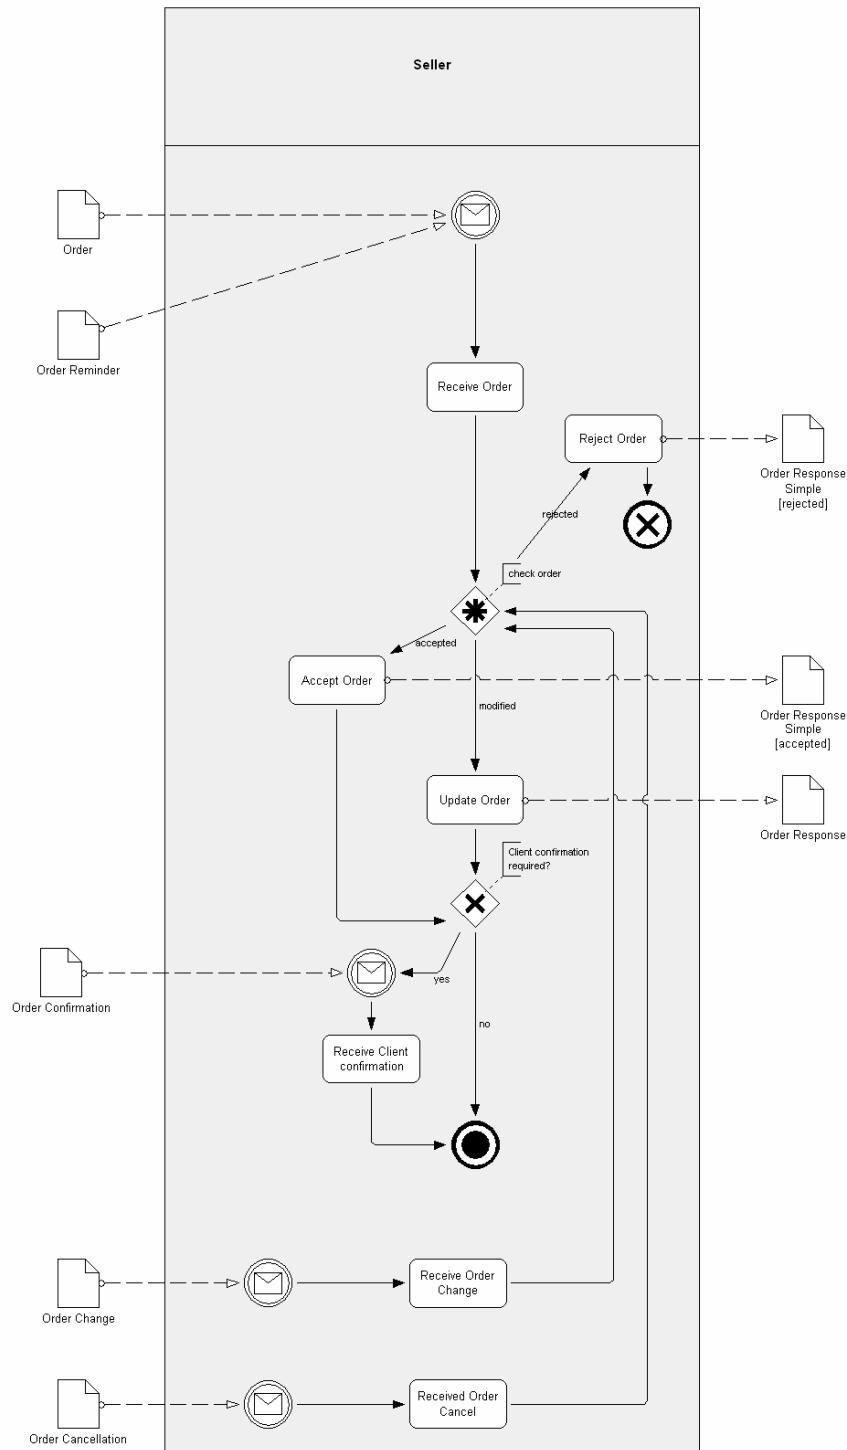 Seller
Order
Order Reminder
Receive Order
Reject Order
Order Response
Simple
[rejected]
rejected
check order
accepted
Accept Order
Order Response
Simple
[accepted]
modified
Update Order
Order Response
Client confirmation
required?
Order Confirmation
yes
no
Receive Client
confirmation
Order Change
Receive Order
Change
Order Cancellation
Received Order
Cancel